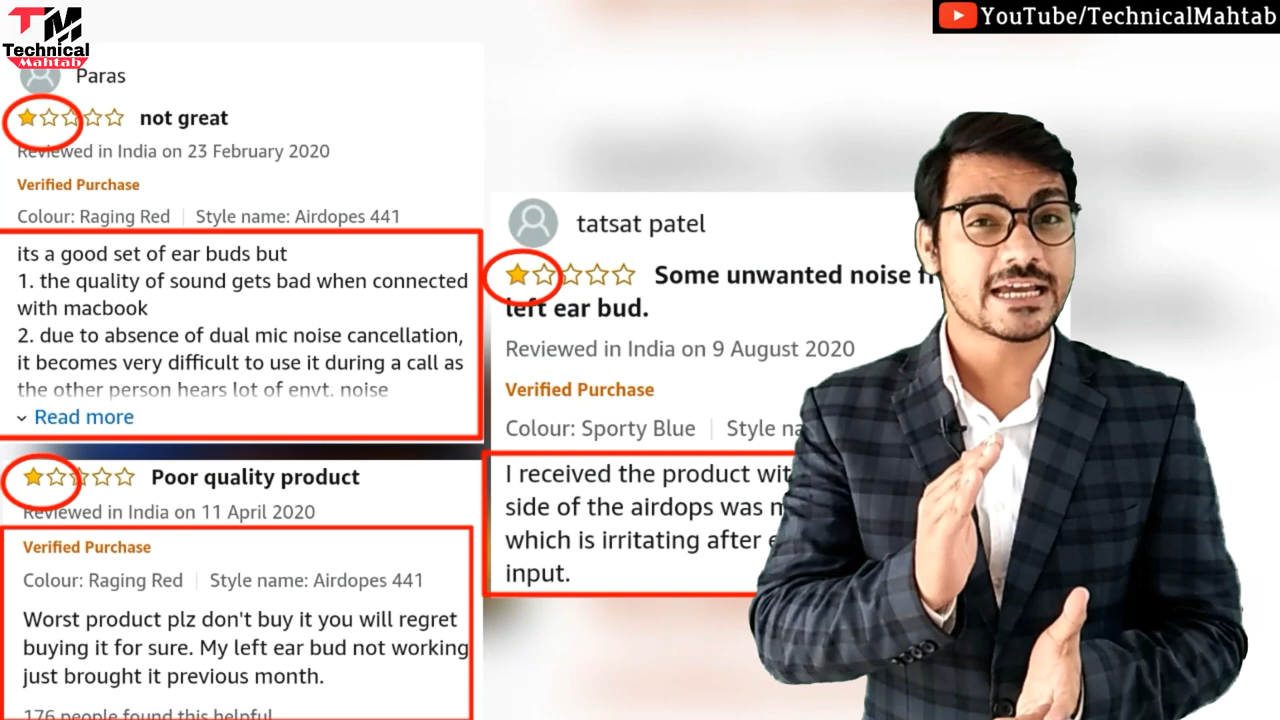 TM
Technical
Mahtab
YouTube/TechnicalMahtab
Paras
not great
Reviewed in India on 23 February 2020
Verified Purchase
Colour: Raging Red
Style name: Airdopes 441
its a good set of ear buds but
1. the quality of sound gets bad when connected
with macbook
2. due to absence of dual mic noise cancellation,
it becomes very difficult to use it during a call as
the other person hears lot of envt. noise
Read more
Poor quality product
Reviewed in India on 11 April 2020
Verified Purchase
Colour: Raging Red
Style name: Airdopes 441
Worst product plz don't buy it you will regret
buying it for sure. My left ear bud not working
just brought it previous month.
176 people found this helpful
tatsat patel
Some unwanted noise
left ear bud.
Reviewed in India on 9 August 2020
Verified Purchase
Colour: Sporty Blue
Style
I received the product
side of the airdops was
which is irritating after
input.